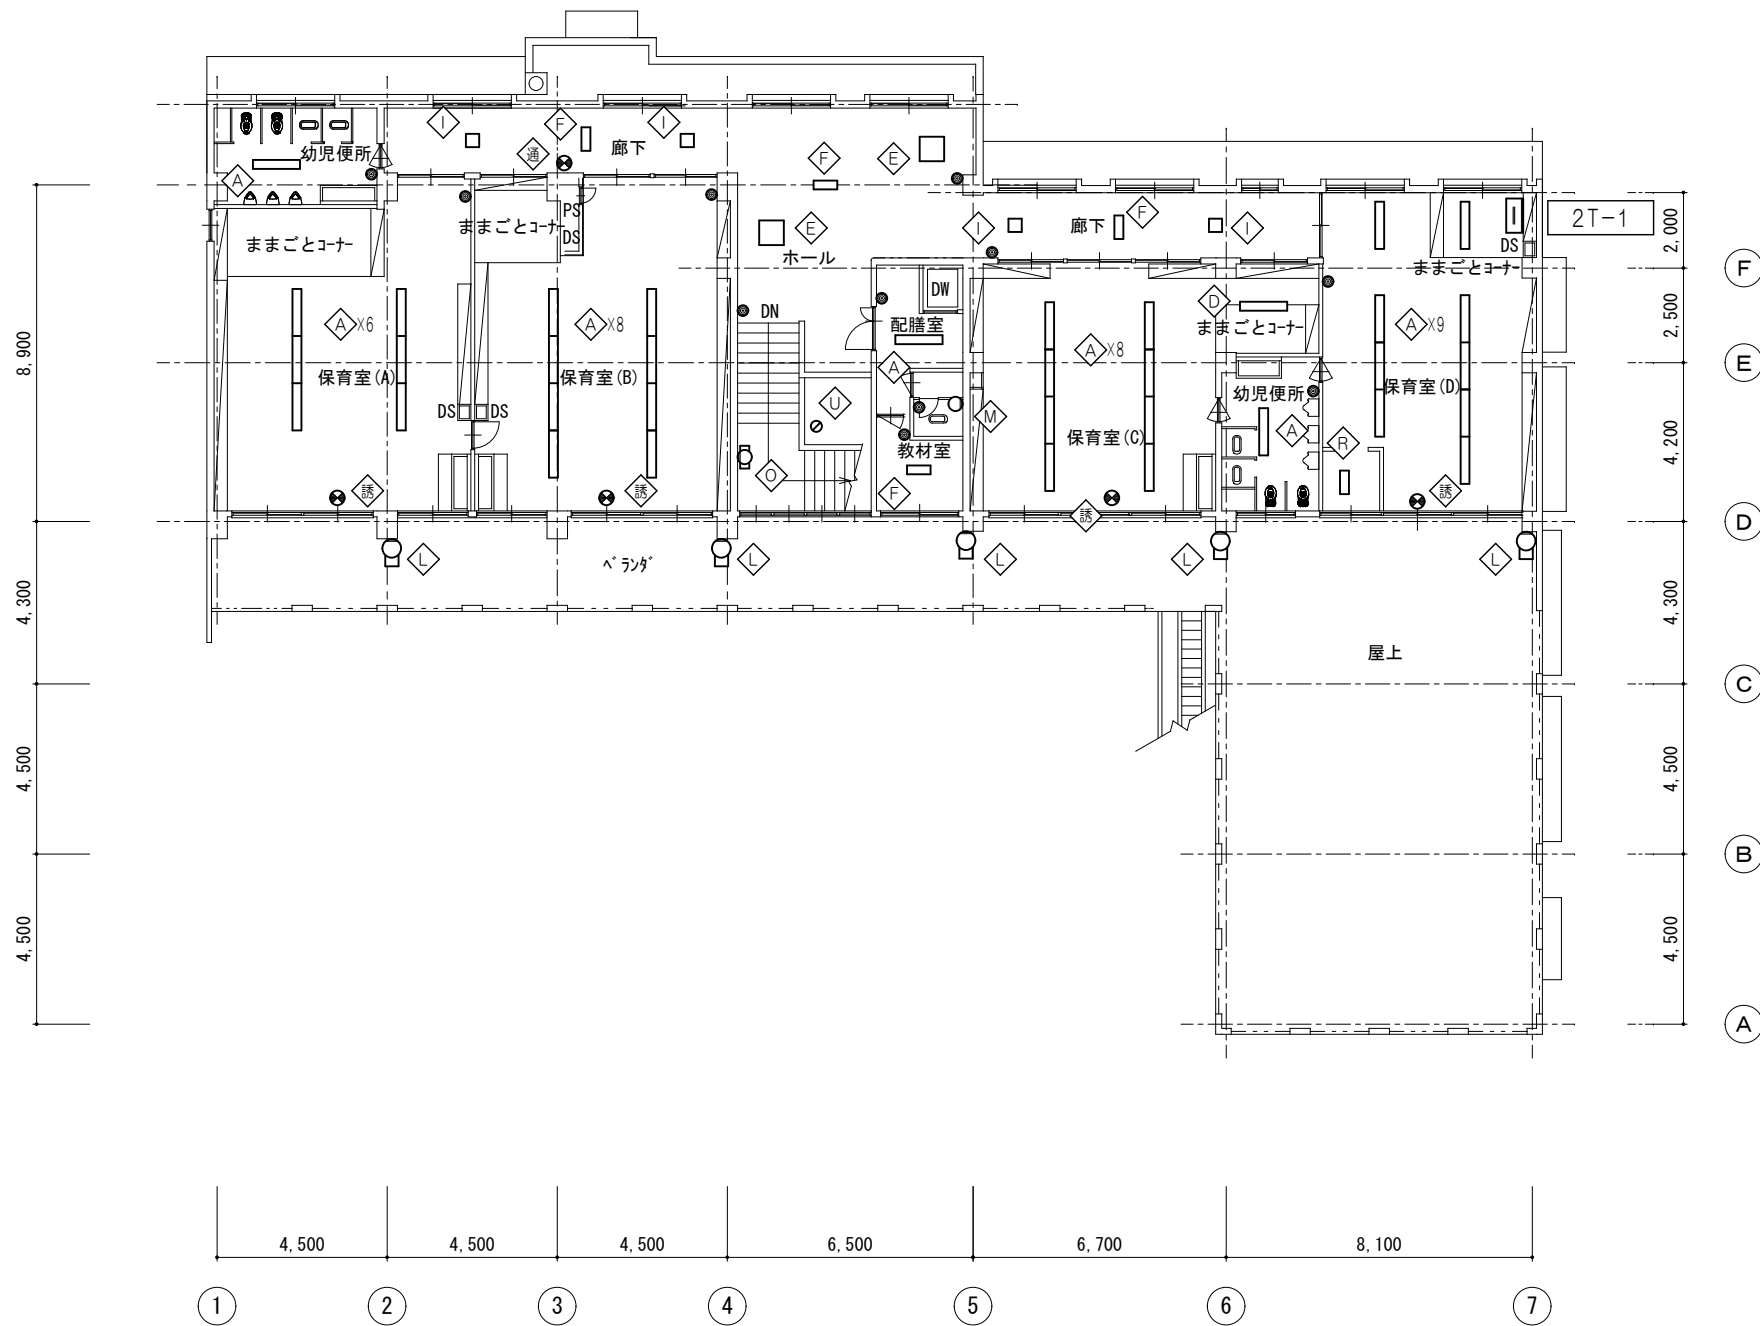 I
F
I
通
廊下
幼児便所
A
F
E
ままごとコーナー
ままごとコーナー
PS
DS
E
ホール
I
廊下
F
I
2T-1
DS
ままごとコーナー
2,000
F
DN
DW
配膳室
D
ままごとコーナー
2,500
8,900
A X6
A X8
A X8
A X9
E
保育室(A)
保育室(B)
A
保育室(D)
幼児便所
DS
DS
U
M
保育室(C)
A
R
4,200
教材室
O
F
誘
誘
誘
誘
D
L
L
L
L
L
ベランダ
4,300
4,300
屋上
C
4,500
4,500
B
4,500
4,500
A
4,500
4,500
4,500
6,500
6,700
8,100
1
2
3
4
5
6
7